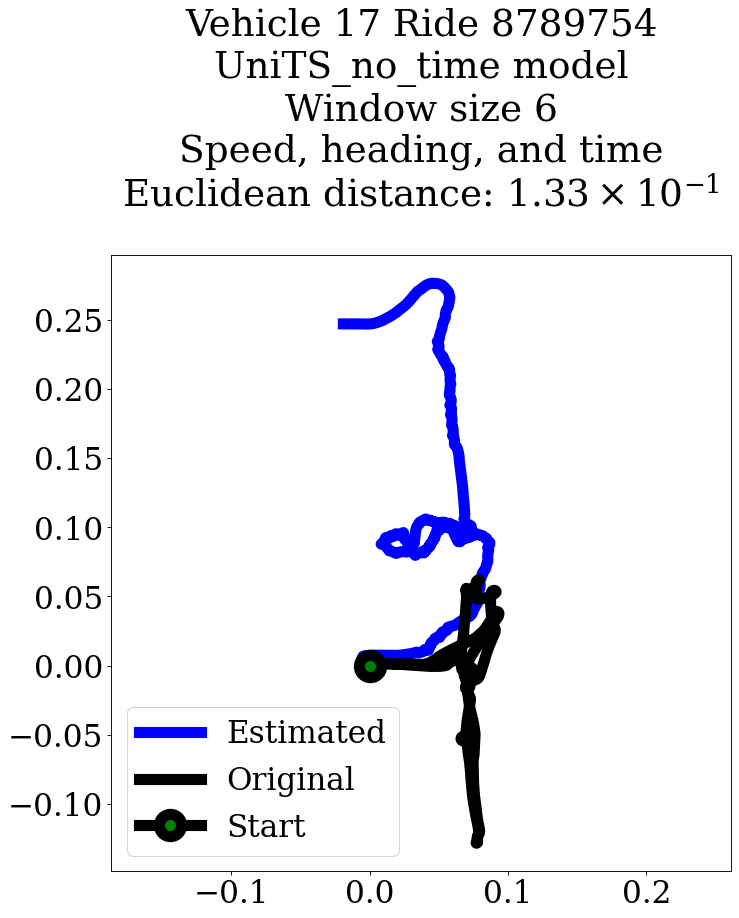 Vehicle 17 Ride 8789754
UniTS_no_time model
Window size 6
Speed, heading, and time
Euclidean distance: 1.33 × 10⁻¹
0.25
0.20
0.15
0.10
0.05
0.00
−0.05
−0.10
Estimated
Original
Start
−0.1 0.0 0.1 0.2